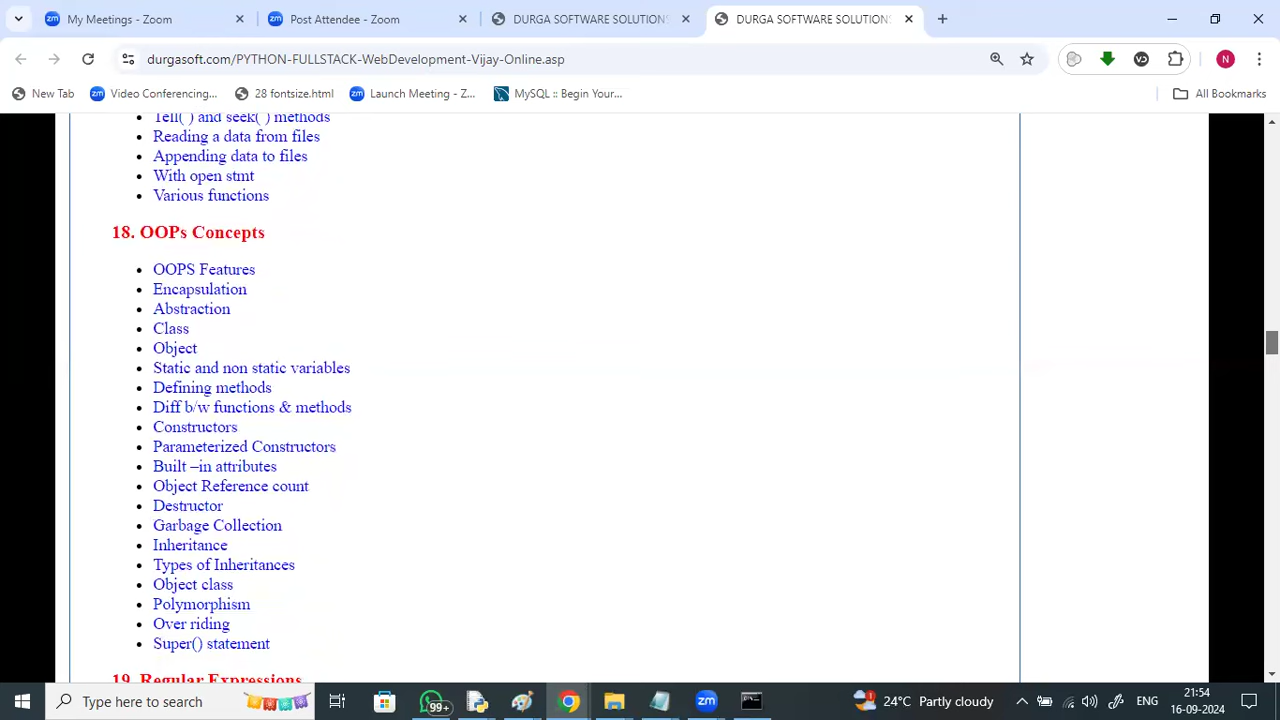 My Meetings - Zoom
Post Attendee - Zoom
DURGA SOFTWARE SOLUTIONS
DURGA SOFTWARE SOLUTIONS
durgasoft.com/PYTHON-FULLSTACK-WebDevelopment-Vijay-Online.asp
N
New Tab
Video Conferencing...
28 fontsize.html
Launch Meeting - Z...
MySQL :: Begin Your...
All Bookmarks
• Tell( ) and seek( ) methods
• Reading a data from files
• Appending data to files
• With open stmt
• Various functions
18. OOPs Concepts
• OOPS Features
• Encapsulation
• Abstraction
• Class
• Object
• Static and non static variables
• Defining methods
• Diff b/w functions & methods
• Constructors
• Parameterized Constructors
• Built –in attributes
• Object Reference count
• Destructor
• Garbage Collection
• Inheritance
• Types of Inheritances
• Object class
• Polymorphism
• Over riding
• Super() statement
19. Regular Expressions
Type here to search
99+
24°C Partly cloudy
ENG
21:54
16-09-2024